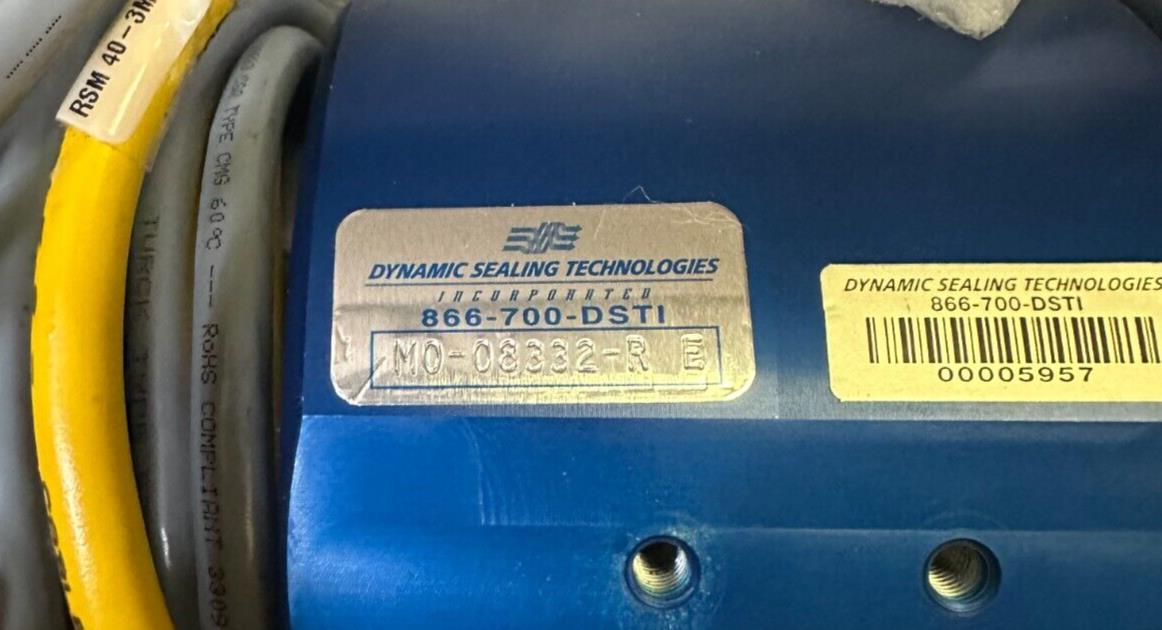 RSM 40-3M
TYPE CMG 60°C --- RoHS COMPLIANT
TURCK
DYNAMIC SEALING TECHNOLOGIES
INCORPORATED
866-700-DSTI
MO-08332-R E
DYNAMIC SEALING TECHNOLOGIES
866-700-DSTI
00005957